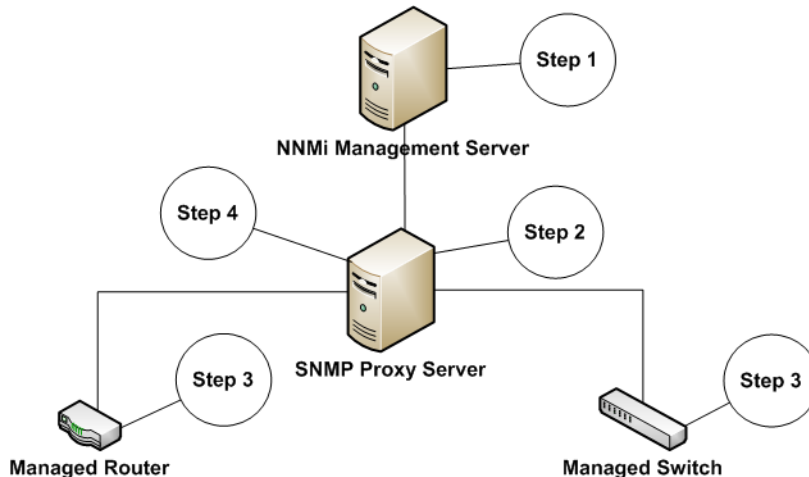 Step 1
NNMi Management Server
Step 4
Step 2
SNMP Proxy Server
Step 3
Step 3
Managed Router
Managed Switch